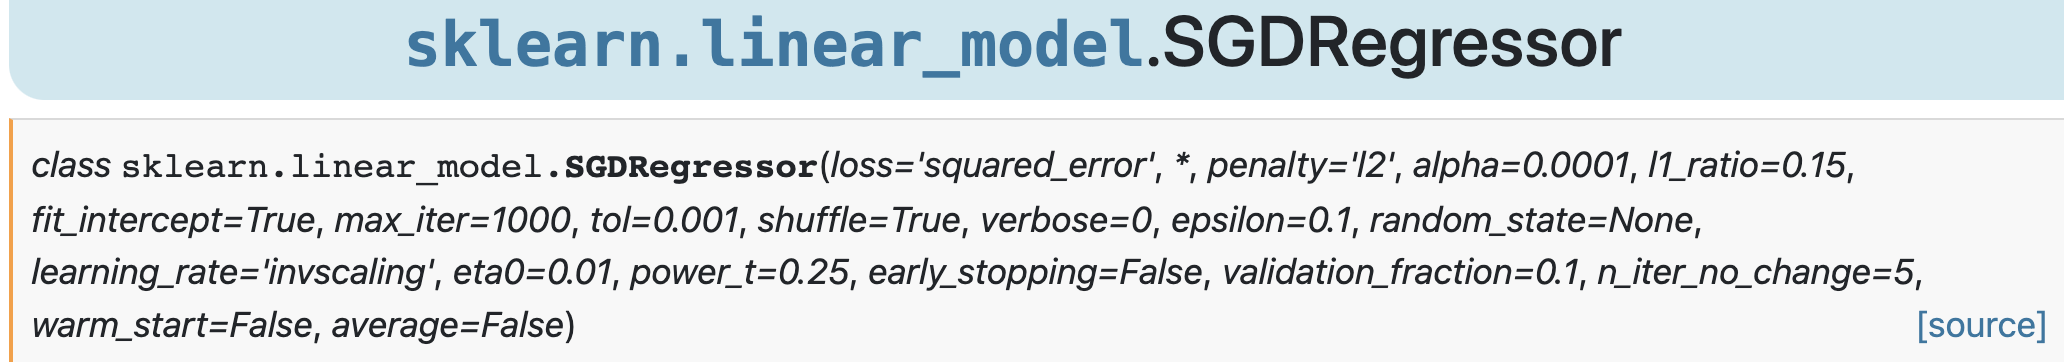 sklearn.linear_model.SGDRegressor
class sklearn.linear_model.SGDRegressor(loss='squared_error', *, penalty='l2', alpha=0.0001, l1_ratio=0.15,
fit_intercept=True, max_iter=1000, tol=0.001, shuffle=True, verbose=0, epsilon=0.1, random_state=None,
learning_rate='invscaling', eta0=0.01, power_t=0.25, early_stopping=False, validation_fraction=0.1, n_iter_no_change=5,
warm_start=False, average=False) [source]